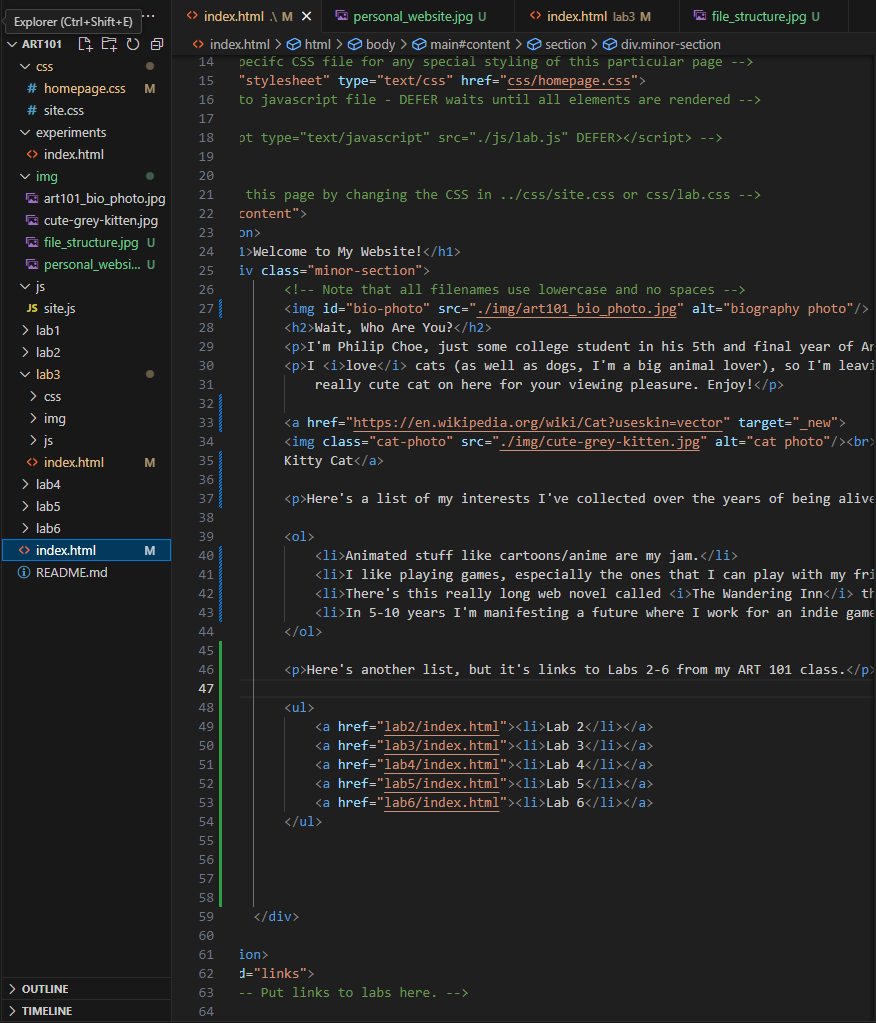 Explorer (Ctrl+Shift+E)
...
index.html .\ M
personal_website.jpg U
index.html lab3 M
file_structure.jpg U
ART101
index.html > html > body > main#content > section > div.minor-section
css
homepage.css M
site.css
experiments
index.html
img
art101_bio_photo.jpg
cute-grey-kitten.jpg
file_structure.jpg U
personal_websi... U
js
JS site.js
lab1
lab2
lab3
css
img
js
index.html M
lab4
lab5
lab6
index.html M
README.md
OUTLINE
TIMELINE
14 pecifc CSS file for any special styling of this particular page -->
15 "stylesheet" type="text/css" href="css/homepage.css">
16 to javascript file - DEFER waits until all elements are rendered -->
17
18 pt type="text/javascript" src="./js/lab.js" DEFER></script> -->
19
20
21 this page by changing the CSS in ../css/site.css or css/lab.css -->
22 content">
23 on>
24 1>Welcome to My Website!</h1>
25 iv class="minor-section">
26 <!-- Note that all filenames use lowercase and no spaces -->
27 <img id="bio-photo" src="./img/art101_bio_photo.jpg" alt="biography photo"/>
28 <h2>Wait, Who Are You?</h2>
29 <p>I'm Philip Choe, just some college student in his 5th and final year of Ar
30 <p>I <i>love</i> cats (as well as dogs, I'm a big animal lover), so I'm leavi
31 really cute cat on here for your viewing pleasure. Enjoy!</p>
32
33 <a href="https://en.wikipedia.org/wiki/Cat?useskin=vector" target="_new">
34 <img class="cat-photo" src="./img/cute-grey-kitten.jpg" alt="cat photo"/><br>
35 Kitty Cat</a>
36
37 <p>Here's a list of my interests I've collected over the years of being alive
38
39 <ol>
40 <li>Animated stuff like cartoons/anime are my jam.</li>
41 <li>I like playing games, especially the ones that I can play with my fri
42 <li>There's this really long web novel called <i>The Wandering Inn</i> th
43 <li>In 5-10 years I'm manifesting a future where I work for an indie game
44 </ol>
45
46 <p>Here's another list, but it's links to Labs 2-6 from my ART 101 class.</p>
47
48 <ul>
49 <a href="lab2/index.html"><li>Lab 2</li></a>
50 <a href="lab3/index.html"><li>Lab 3</li></a>
51 <a href="lab4/index.html"><li>Lab 4</li></a>
52 <a href="lab5/index.html"><li>Lab 5</li></a>
53 <a href="lab6/index.html"><li>Lab 6</li></a>
54 </ul>
55
56
57
58
59 </div>
60
61 ion>
62 d="links">
63 -- Put links to labs here. -->
64